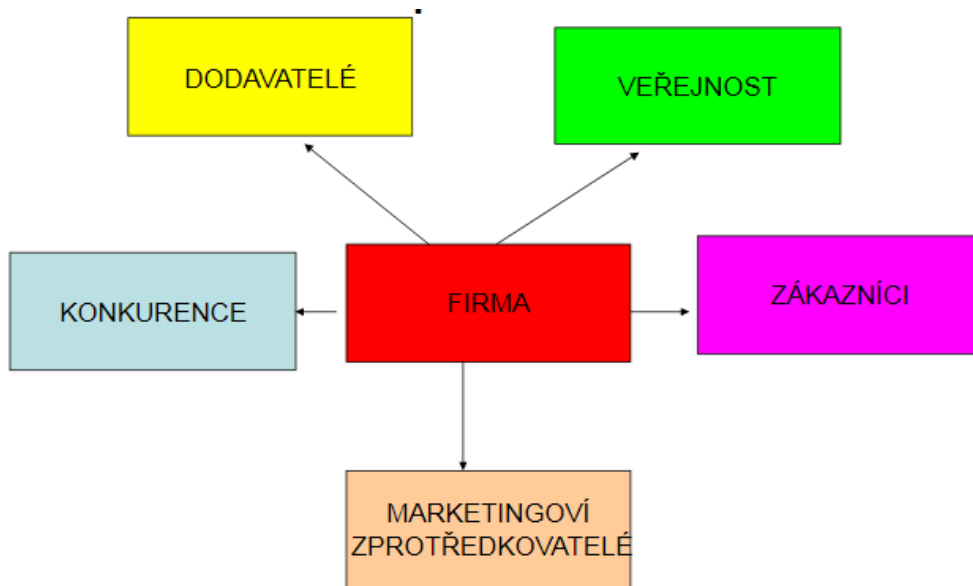 DODAVATELÉ
VEŘEJNOST
KONKURENCE
FIRMA
ZÁKAZNÍCI
MARKETINGOVÍ
ZPROTŘEDKOVATELÉ